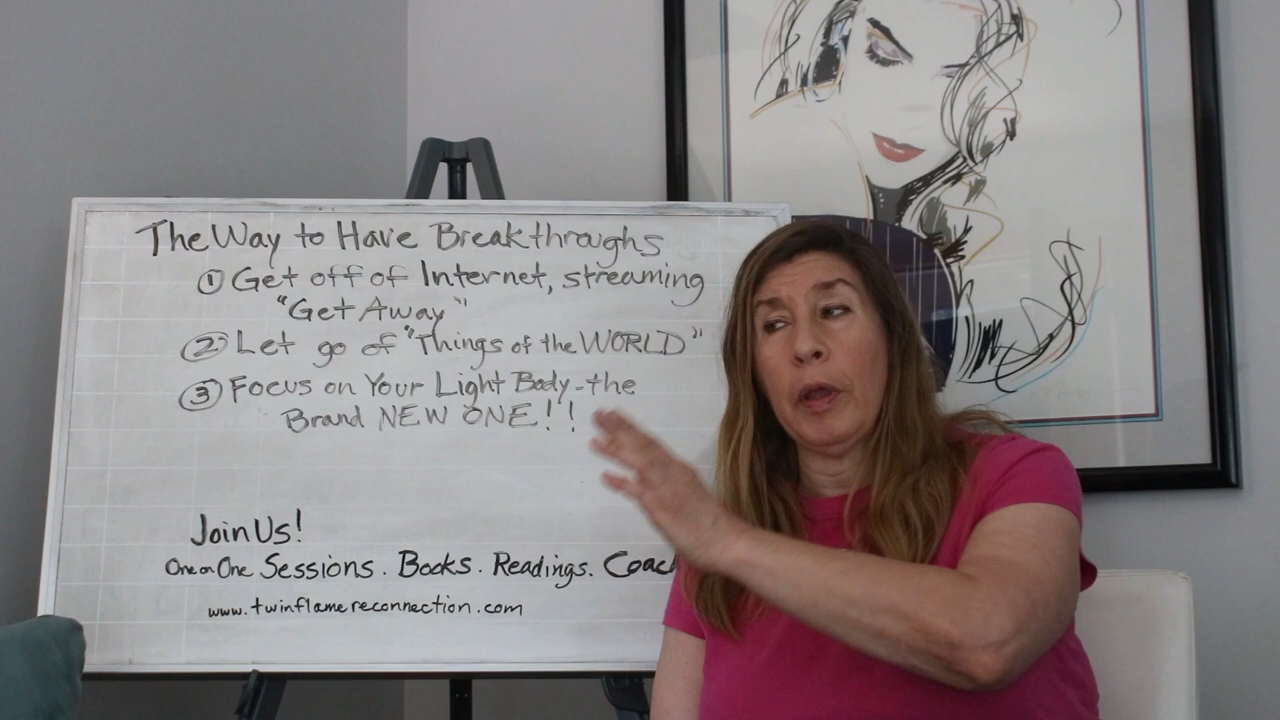 The Way to Have Breakthroughs
① Get off of Internet, streaming
"Get Away"
② Let go of "Things of the WORLD"
③ Focus on Your Light Body - the
Brand NEW ONE!!
Join Us!
One on One Sessions. Books. Readings. Coac
www.twinflamereconnection.com